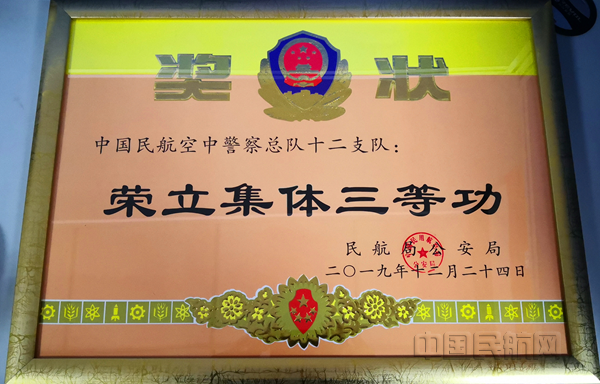 奖状
中国民航空中警察总队十二支队：
荣立集体三等功
民航局公安局
二〇一九年十二月二十四日
中国民航网